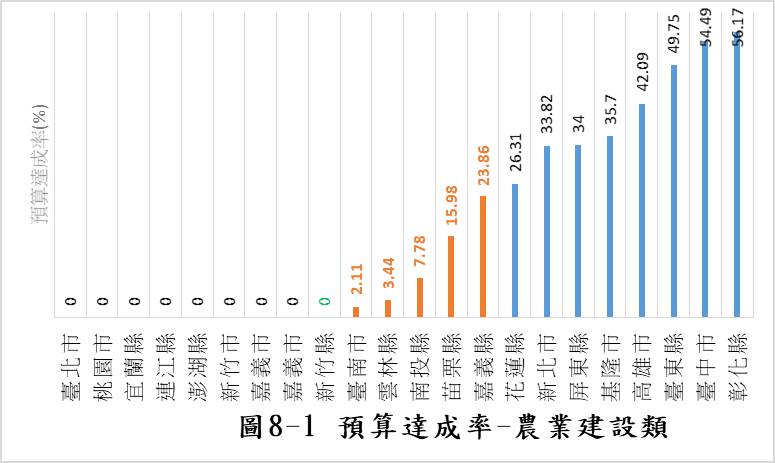 預算達成率(%)
0
0
0
0
0
0
0
0
0
2.11
3.44
7.78
15.98
23.86
26.31
33.82
34
35.7
42.09
49.75
54.49
56.17
臺北市
桃園市
宜蘭縣
連江縣
澎湖縣
新竹市
嘉義市
嘉義市
新竹縣
臺南市
雲林縣
南投縣
苗栗縣
嘉義縣
花蓮縣
新北市
屏東縣
基隆市
高雄市
臺東縣
臺中市
彰化縣
圖8-1 預算達成率-農業建設類